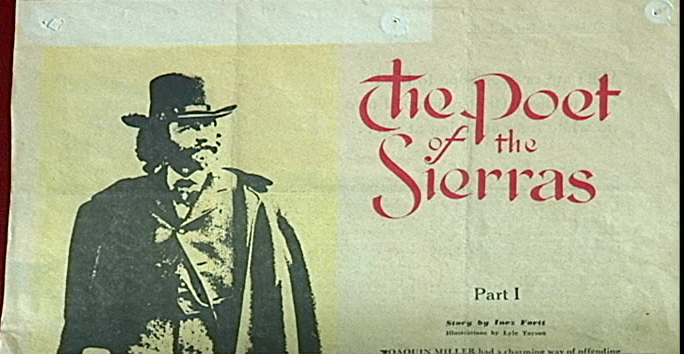 The Poet
of the
Sierras
Part I
Story by Inez Fortt
Illustrations by Lyle Tayson
JOAQUIN MILLER had a charming way of offending